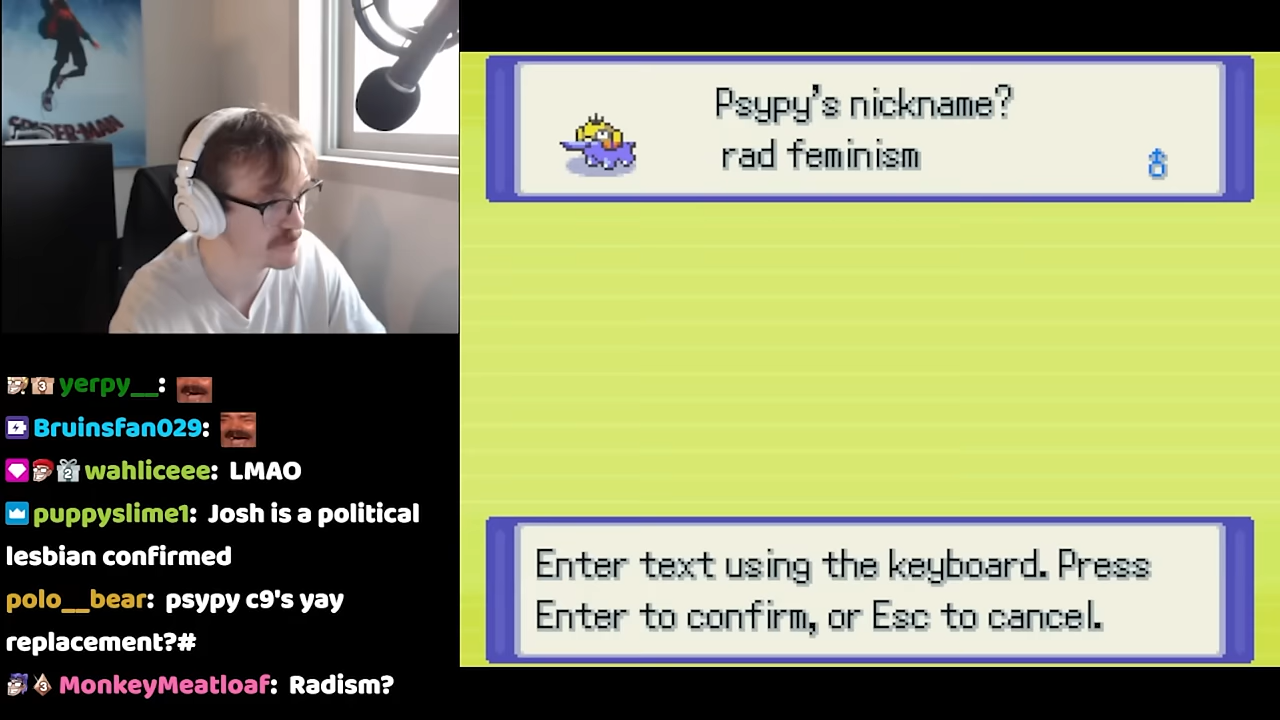 SPIDER-MAN
Psypy's nickname?
rad feminism
yerpy__:
Bruinsfan029:
wahliceee: LMAO
puppyslime1: Josh is a political
lesbian confirmed
polo__bear: psypy c9's yay
replacement?#
MonkeyMeatloaf: Radism?
Enter text using the keyboard. Press
Enter to confirm, or Esc to cancel.